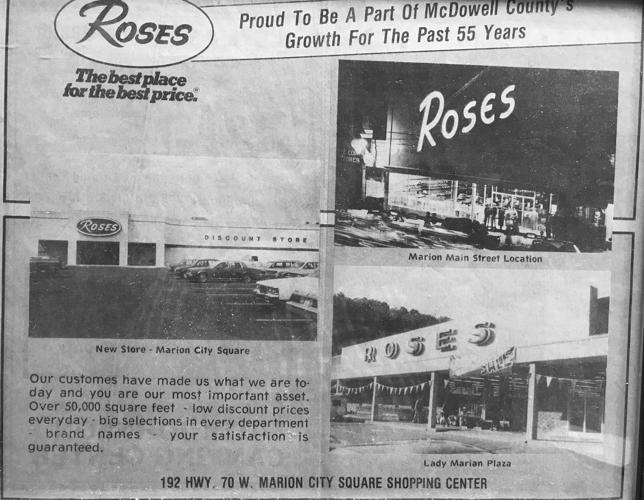 ROSES
Proud To Be A Part Of McDowell County's
Growth For The Past 55 Years
The best place
for the best price.®
ROSES
Marion Main Street Location
ROSES
DISCOUNT STORE
New Store - Marion City Square
ROSES
SALE
Lady Marian Plaza
Our customes have made us what we are to-
day and you are our most important asset.
Over 50,000 square feet - low discount prices
everyday - big selections in every department
- brand names - your satisfaction is
guaranteed.
192 HWY. 70 W. MARION CITY SQUARE SHOPPING CENTER